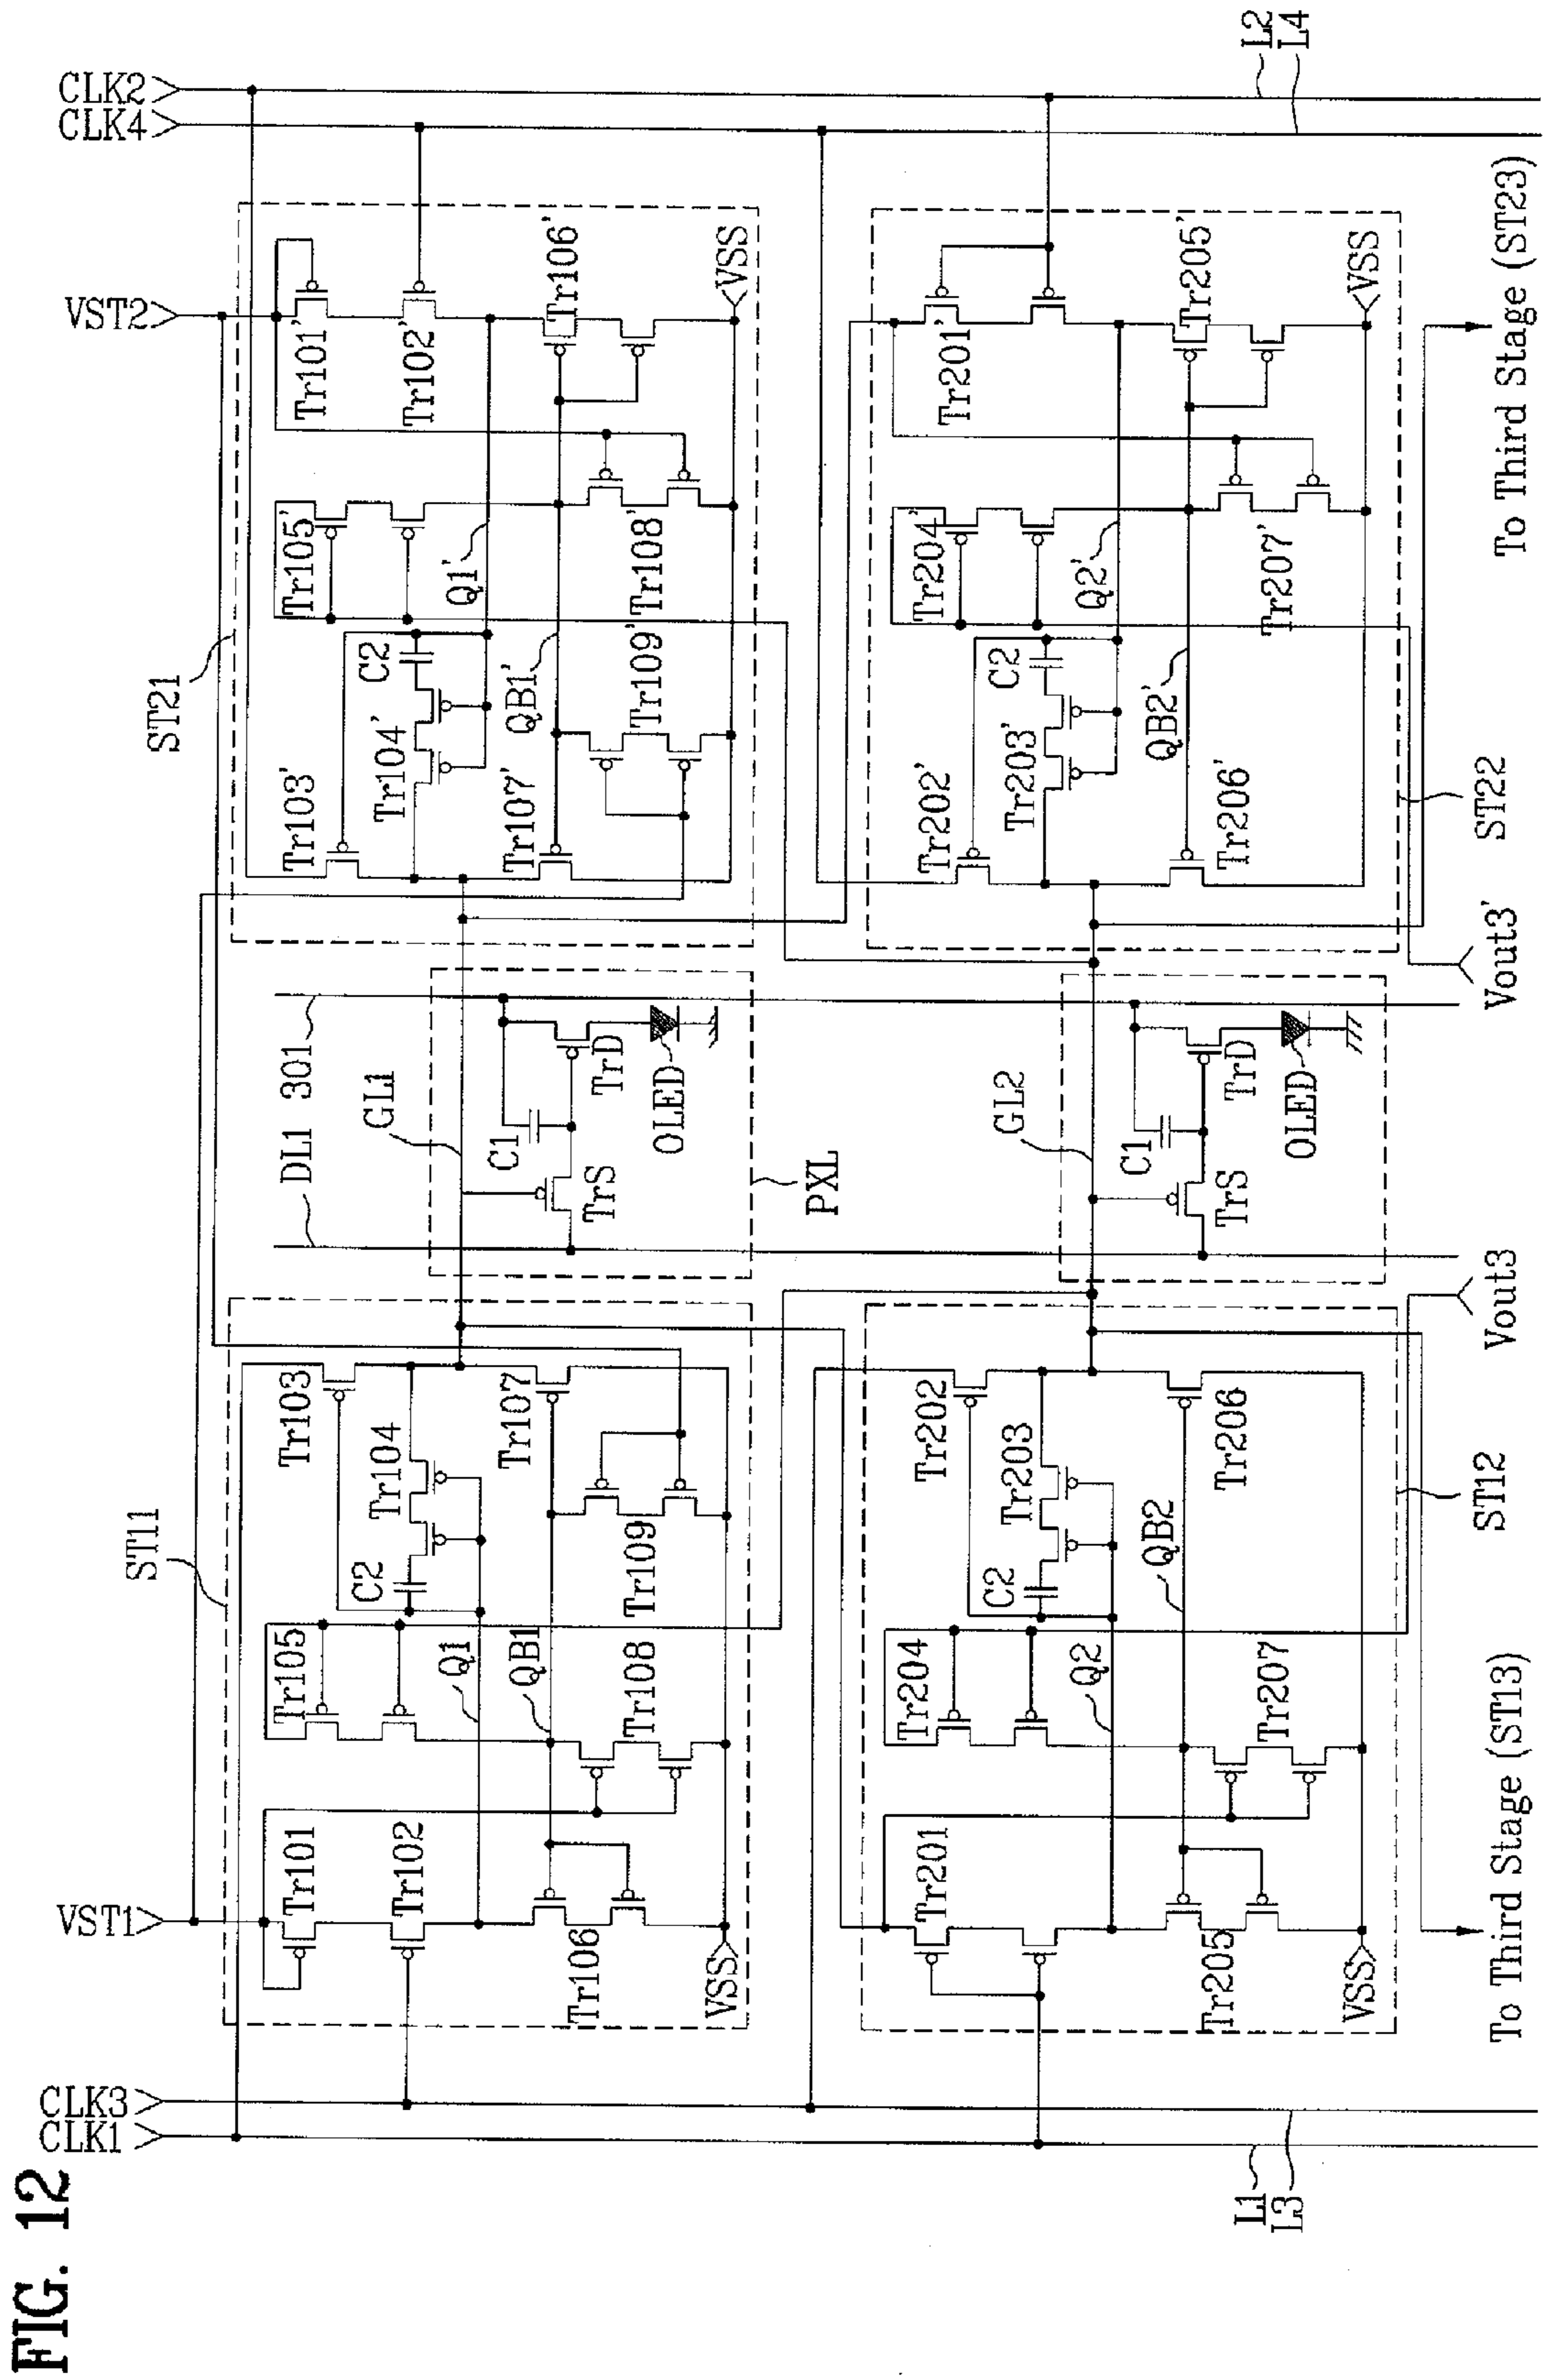 FIG. 12
CLK2
CLK4
VST2
ST21
Tr101'
Tr102'
Tr106'
VSS
Tr105'
Q1'
Tr108'
C2
QB1'
Tr109'
Tr103'
Tr104'
Tr107'
L2
L4
Tr201'
Tr205'
VSS
Tr204'
Q2'
Tr207'
C2
QB2'
Tr203'
Tr202'
Tr206'
ST22
To Third Stage (ST23)
Vout3'
301
DL1
GL1
C1
TrS
TrD
OLED
PXL
GL2
C1
TrS
TrD
OLED
Vout3
ST11
Tr103
Tr104
Tr107
C2
Tr109
Tr105
Q1
QB1
Tr108
VST1
Tr101
Tr102
Tr106
VSS
Tr202
Tr203
Tr206
C2
QB2
Tr204
Q2
Tr207
Tr201
Tr205
VSS
ST12
To Third Stage (ST13)
CLK3
CLK1
L1
L3